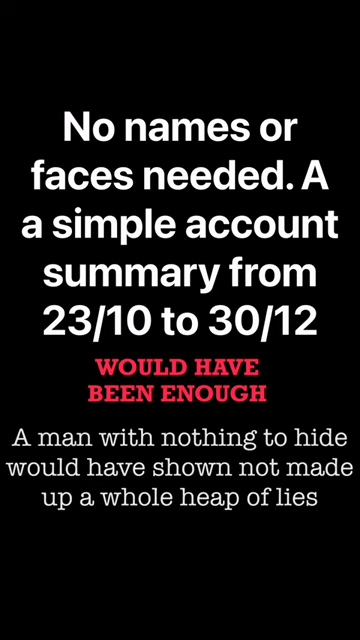 No names or
faces needed. A
a simple account
summary from
23/10 to 30/12
WOULD HAVE
BEEN ENOUGH
A man with nothing to hide
would have shown not made
up a whole heap of lies